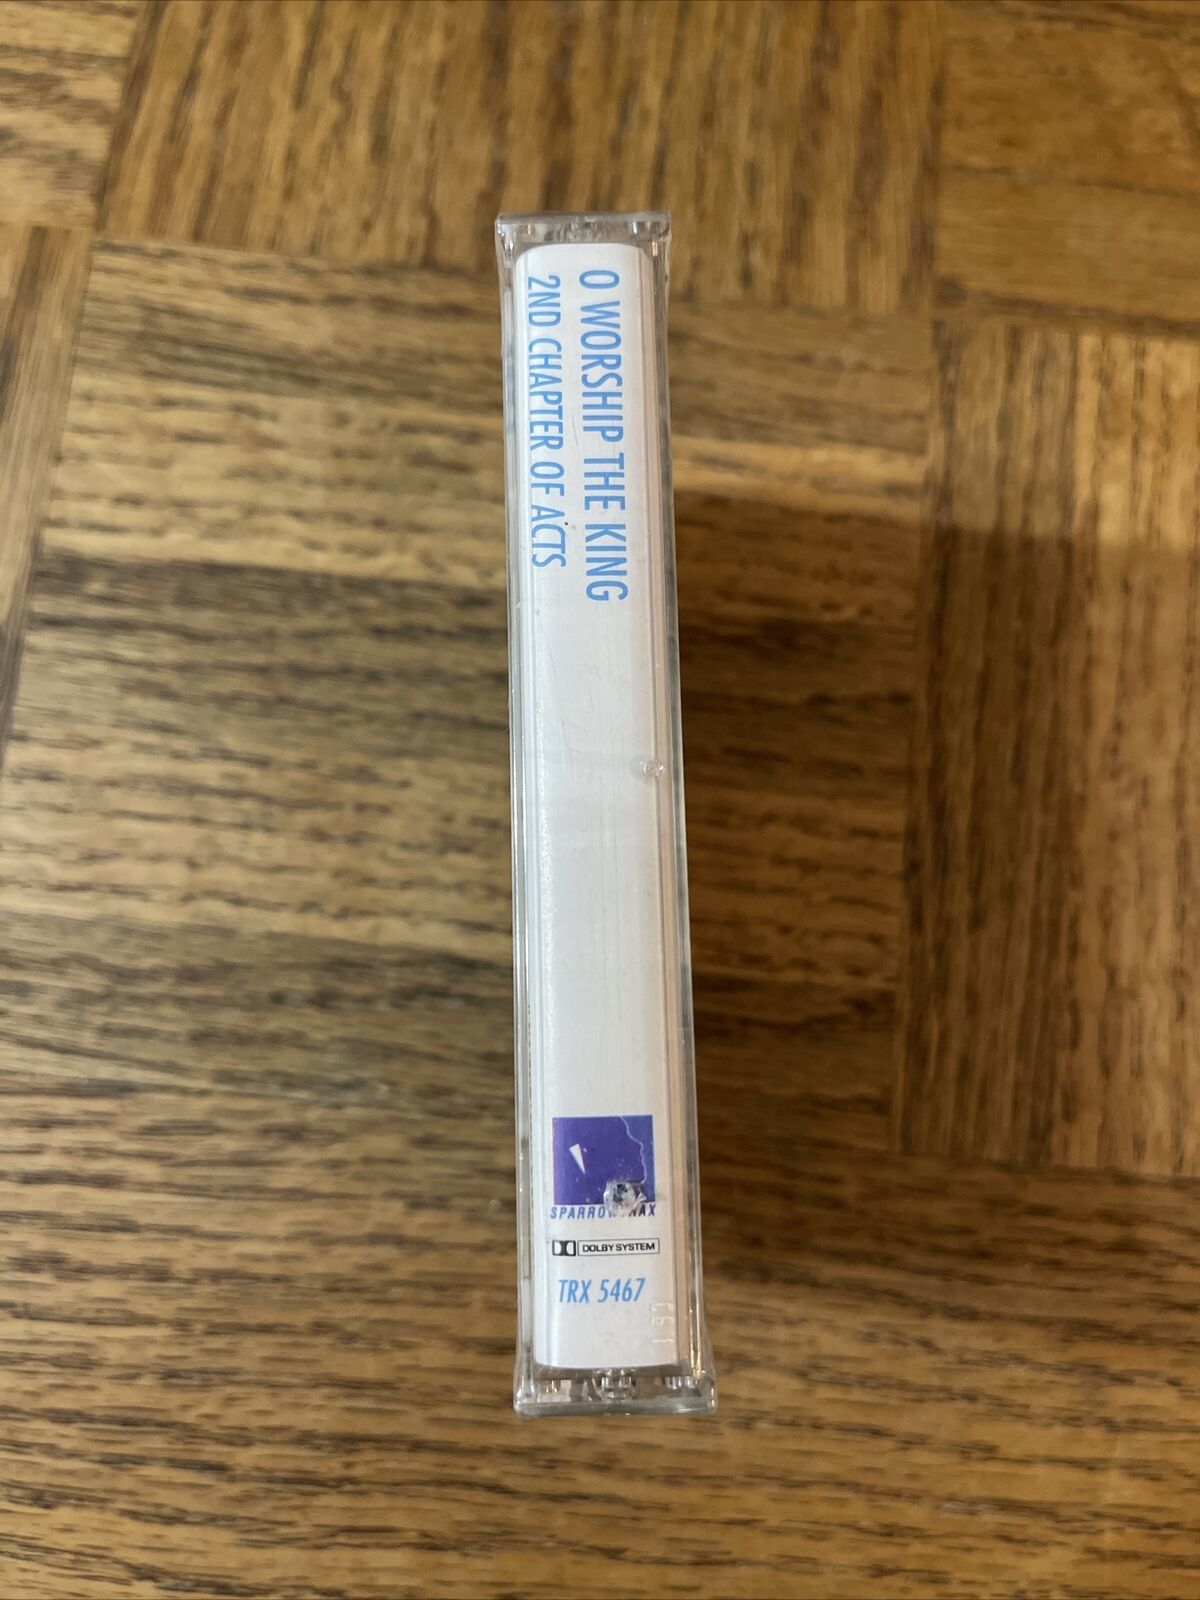 O WORSHIP THE KING
2ND CHAPTER OF ACTS
DOLBY SYSTEM
TRX 5467